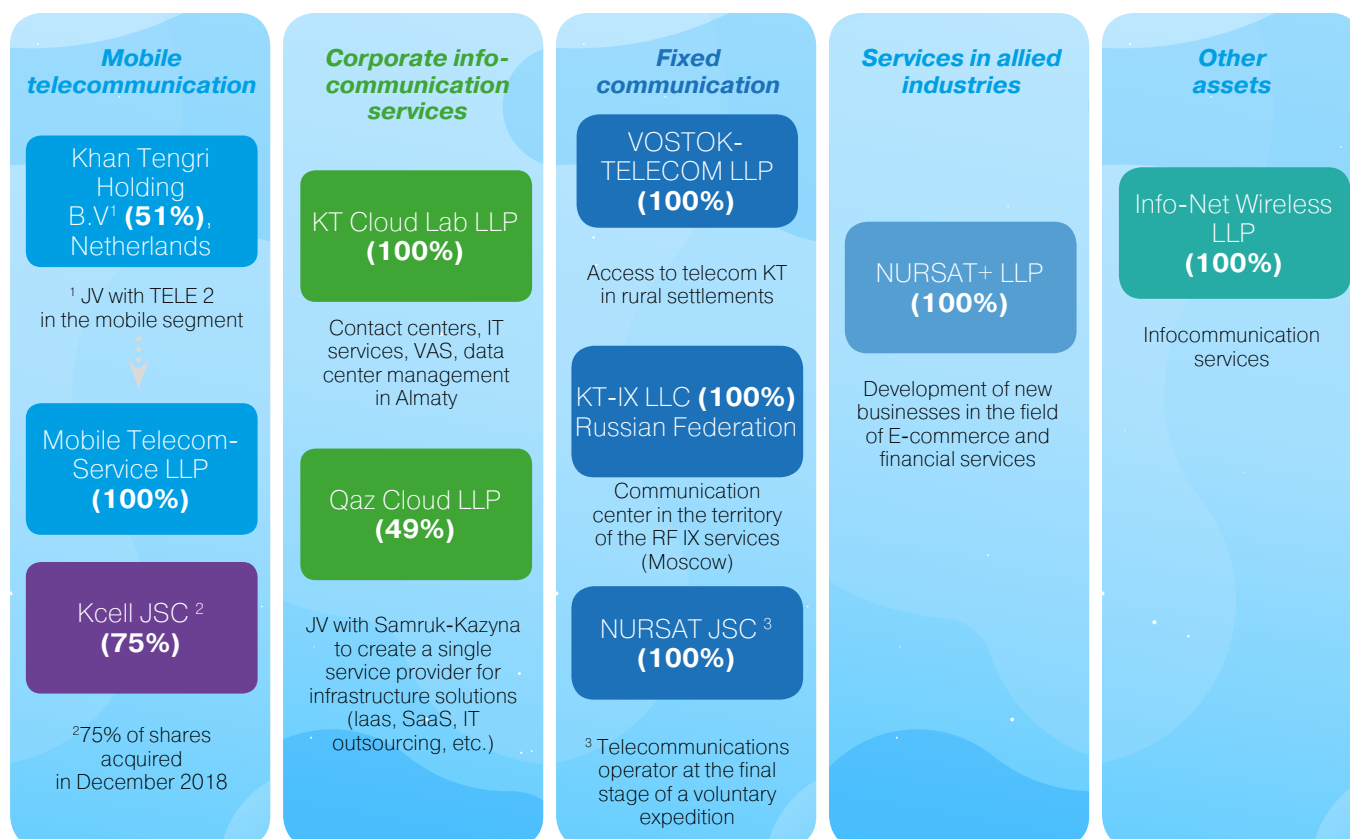 Mobile
telecommunication
Khan Tengri
Holding
B.V¹ (51%),
Netherlands
¹ JV with TELE 2
in the mobile segment
Mobile Telecom-
Service LLP
(100%)
Kcell JSC ²
(75%)
²75% of shares
acquired
in December 2018
Corporate info-
communication
services
KT Cloud Lab LLP
(100%)
Contact centers, IT
services, VAS, data
center management
in Almaty
Qaz Cloud LLP
(49%)
JV with Samruk-Kazyna
to create a single
service provider for
infrastructure solutions
(Iaas, SaaS, IT
outsourcing, etc.)
Fixed
communication
VOSTOK-
TELECOM LLP
(100%)
Access to telecom KT
in rural settlements
KT-IX LLC (100%)
Russian Federation
Communication
center in the territory
of the RF IX services
(Moscow)
NURSAT JSC ³
(100%)
³ Telecommunications
operator at the final
stage of a voluntary
expedition
Services in allied
industries
NURSAT+ LLP
(100%)
Development of new
businesses in the field
of E-commerce and
financial services
Other
assets
Info-Net Wireless
LLP
(100%)
Infocommunication
services